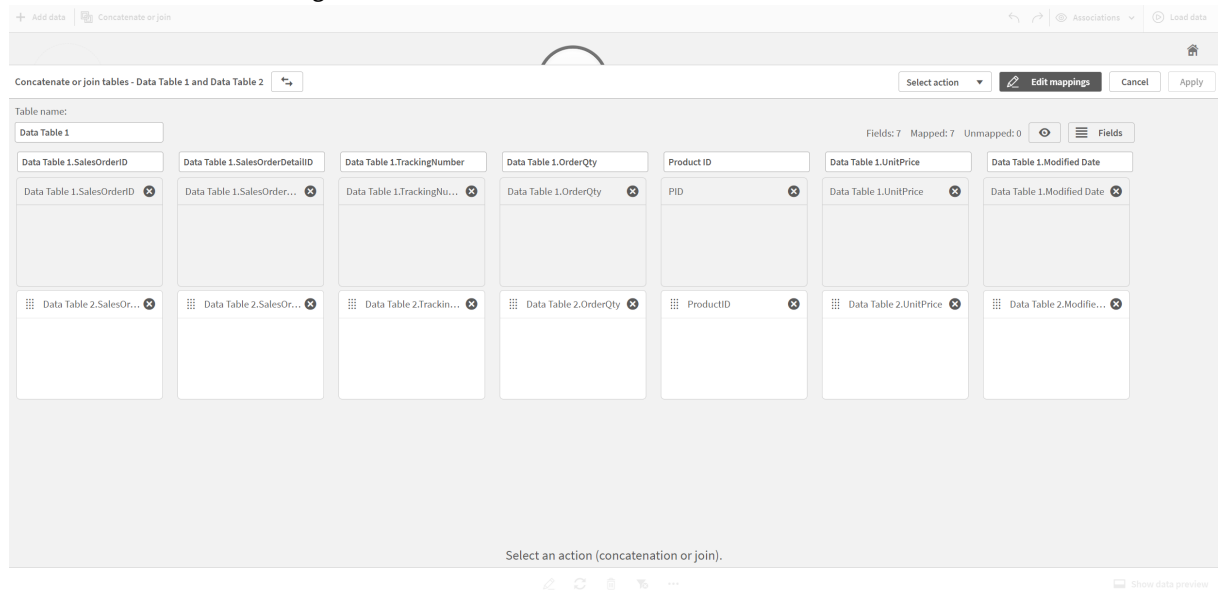 Add data Concatenate or join Associations Load data
Concatenate or join tables - Data Table 1 and Data Table 2 Select action Edit mappings Cancel Apply
Table name:
Data Table 1 Fields: 7 Mapped: 7 Unmapped: 0 Fields
Data Table 1.SalesOrderID Data Table 1.SalesOrderDetailID Data Table 1.TrackingNumber Data Table 1.OrderQty Product ID Data Table 1.UnitPrice Data Table 1.Modified Date
Data Table 1.SalesOrderID Data Table 1.SalesOrder... Data Table 1.TrackingNu... Data Table 1.OrderQty PID Data Table 1.UnitPrice Data Table 1.Modified Date
Data Table 2.SalesOr... Data Table 2.SalesOr... Data Table 2.Trackin... Data Table 2.OrderQty ProductID Data Table 2.UnitPrice Data Table 2.Modifie...
Select an action (concatenation or join).
Show data preview